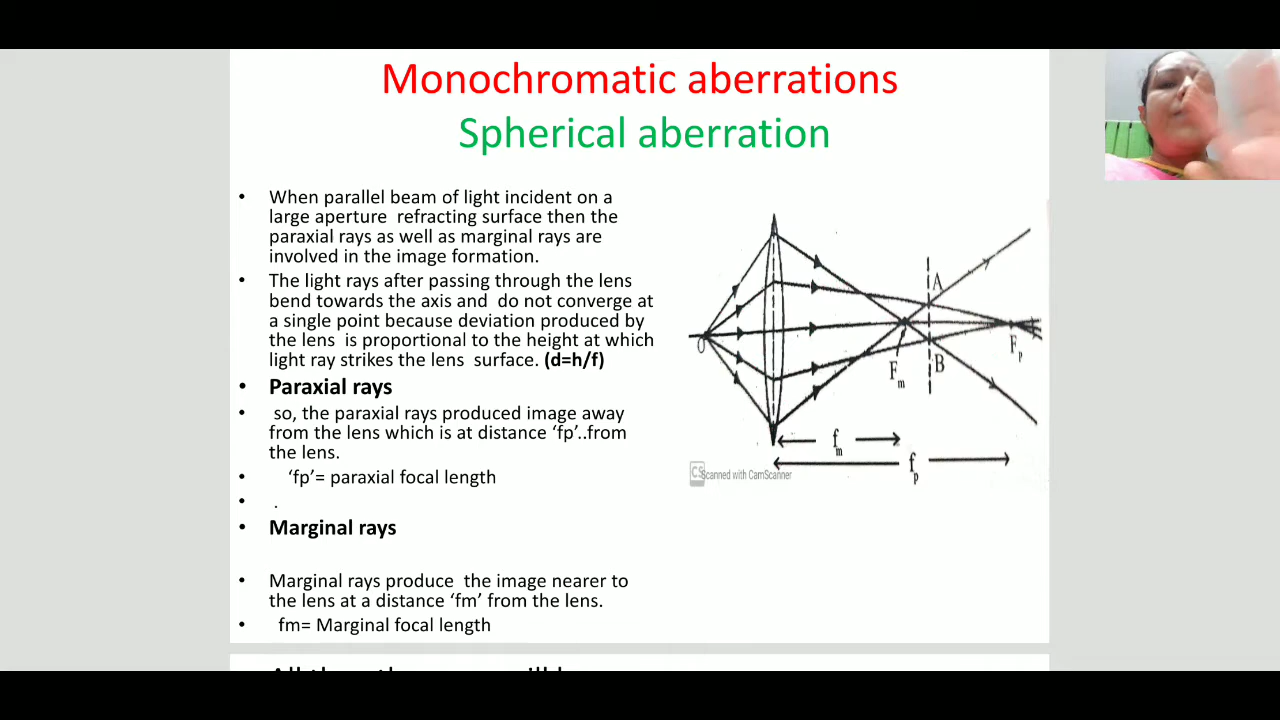 Monochromatic aberrations
Spherical aberration
• When parallel beam of light incident on a
large aperture refracting surface then the
paraxial rays as well as marginal rays are
involved in the image formation.
• The light rays after passing through the lens
bend towards the axis and do not converge at
a single point because deviation produced by
the lens is proportional to the height at which
light ray strikes the lens surface. (d=h/f)
• Paraxial rays
• so, the paraxial rays produced image away
from the lens which is at distance ‘fp’..from
the lens.
• ‘fp’= paraxial focal length
• .
• Marginal rays
• Marginal rays produce the image nearer to
the lens at a distance ‘fm’ from the lens.
• fm= Marginal focal length
A
O
F_p
F_m
B
f_m
f_p
CS Scanned with CamScanner